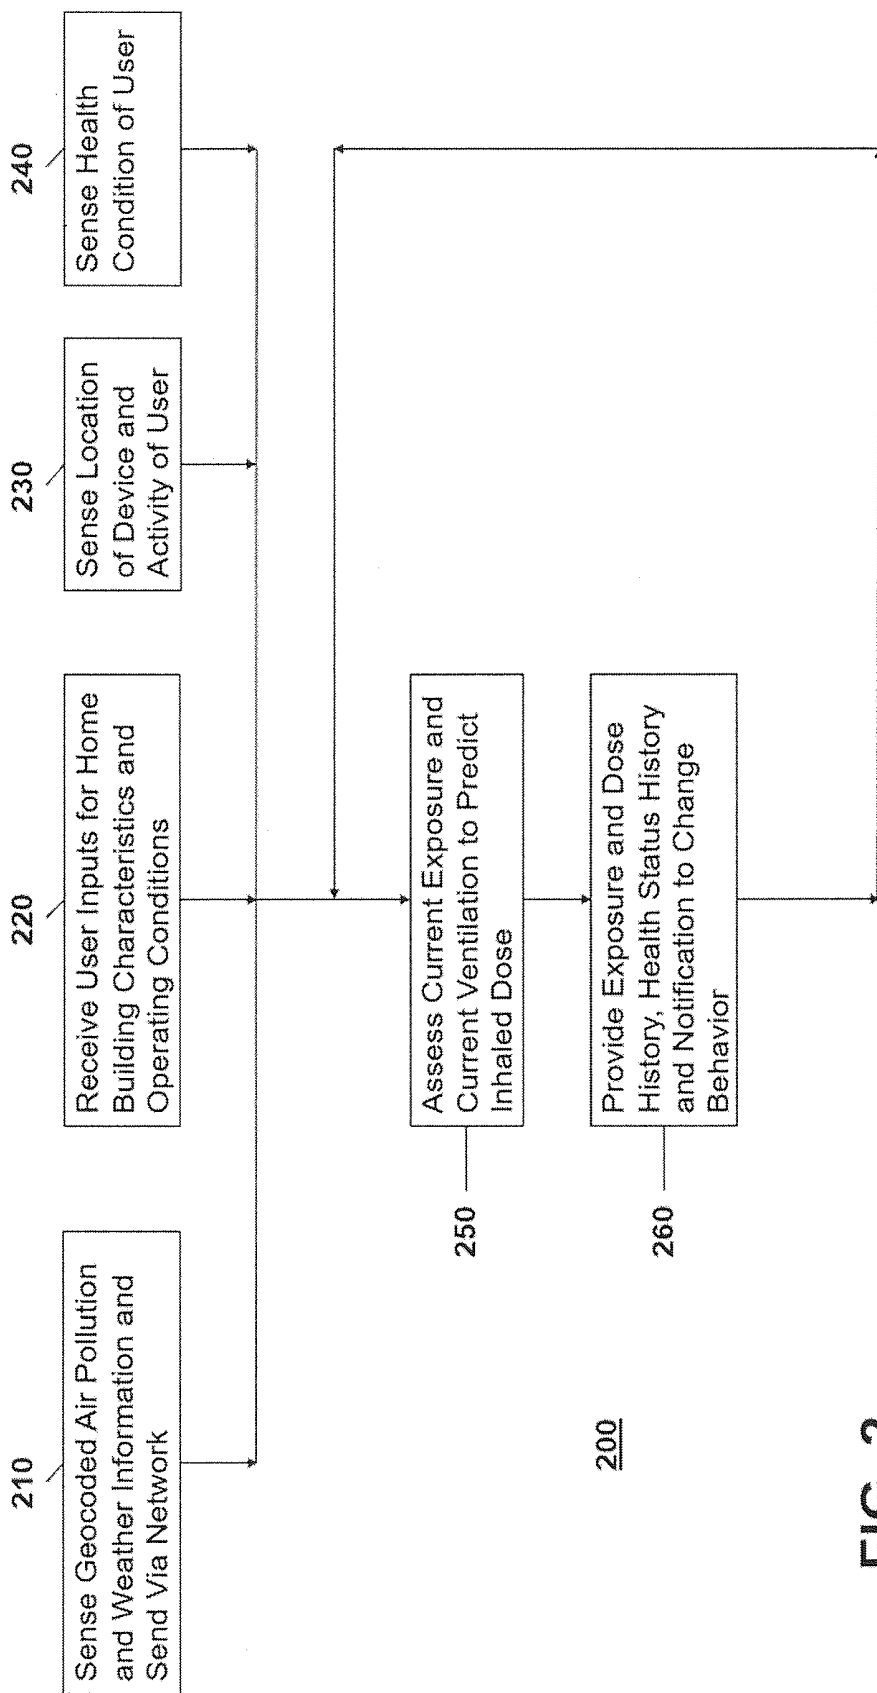 210
Sense Geocoded Air Pollution
and Weather Information and
Send Via Network
220
Receive User Inputs for Home
Building Characteristics and
Operating Conditions
230
Sense Location
of Device and
Activity of User
240
Sense Health
Condition of User
250
Assess Current Exposure and
Current Ventilation to Predict
Inhaled Dose
260
Provide Exposure and Dose
History, Health Status History
and Notification to Change
Behavior
200
FIG. 2